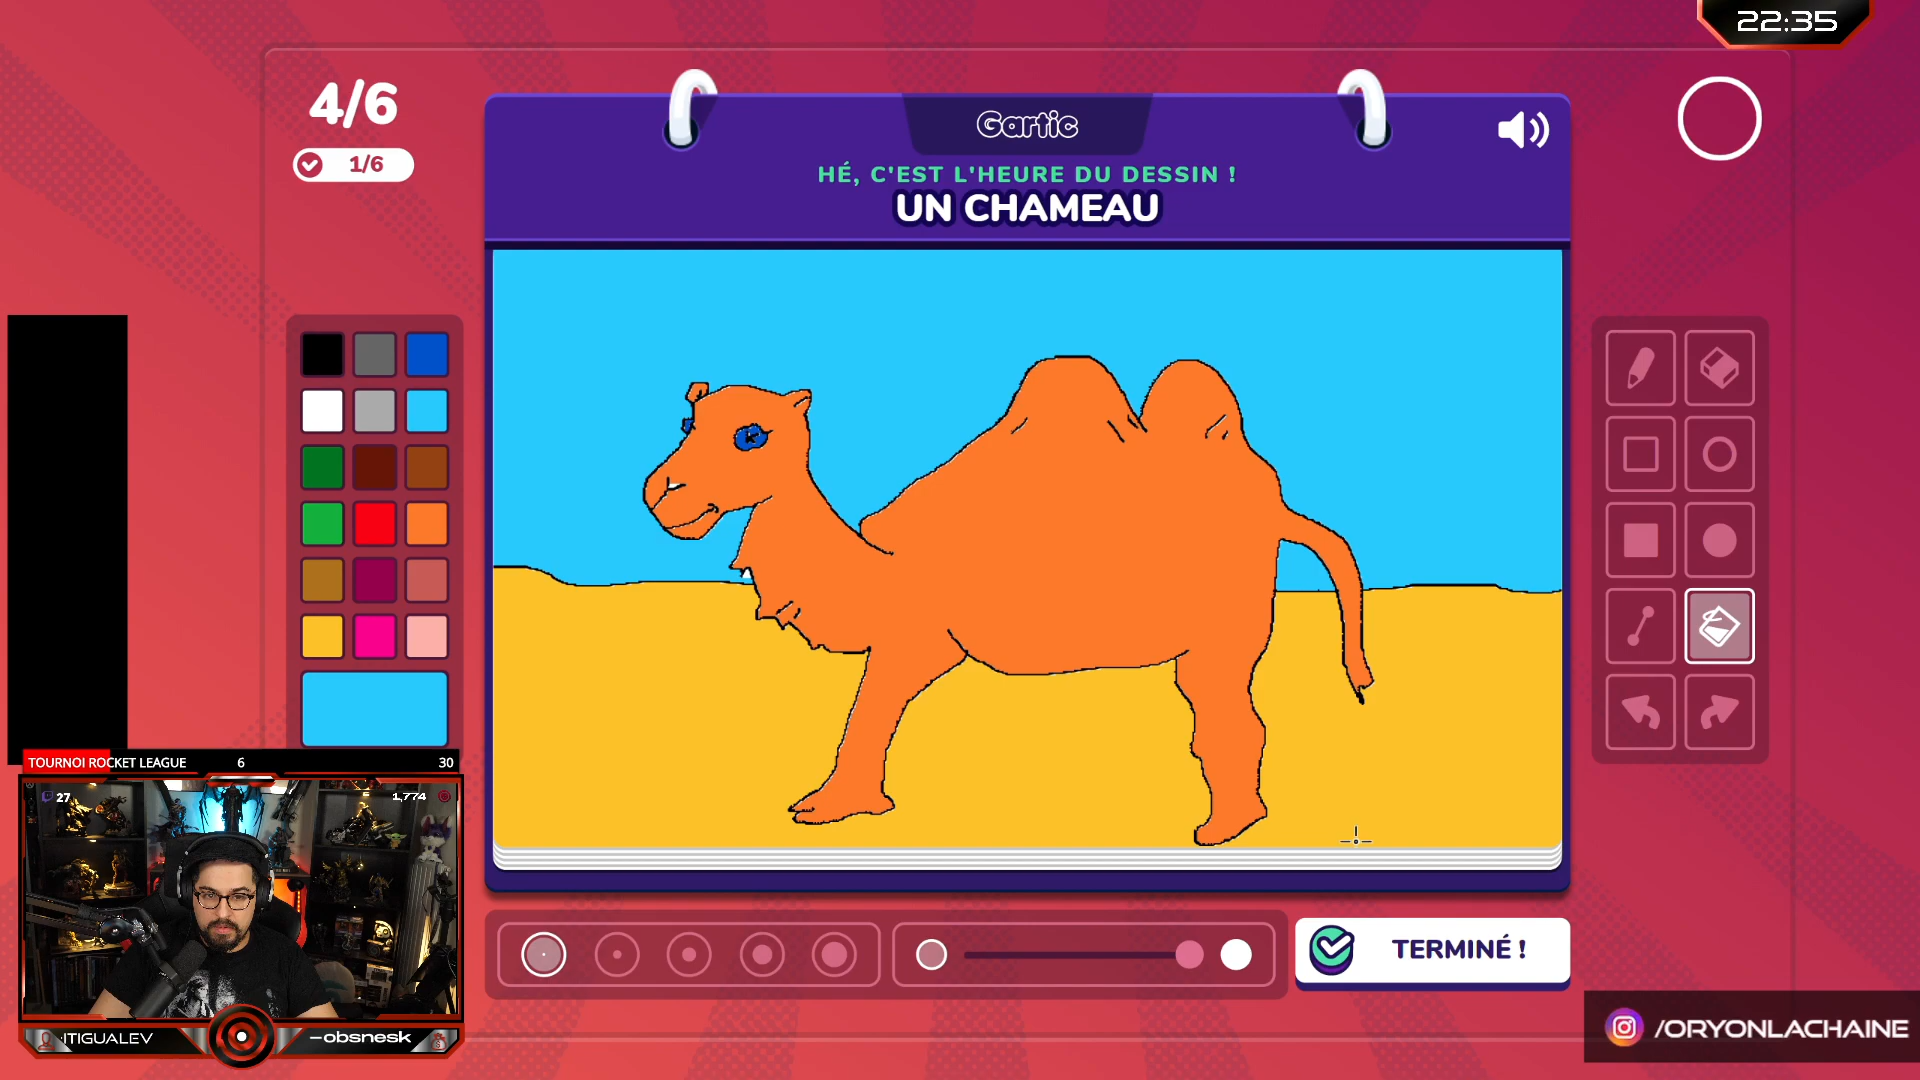 22:35
4/6
1/6
Gartic
HÉ, C'EST L'HEURE DU DESSIN !
UN CHAMEAU
TOURNOI ROCKET LEAGUE 6 30
27 1,774
ITIGUALEV
—obsnesk
TERMINÉ !
/ORYONLACHAINE